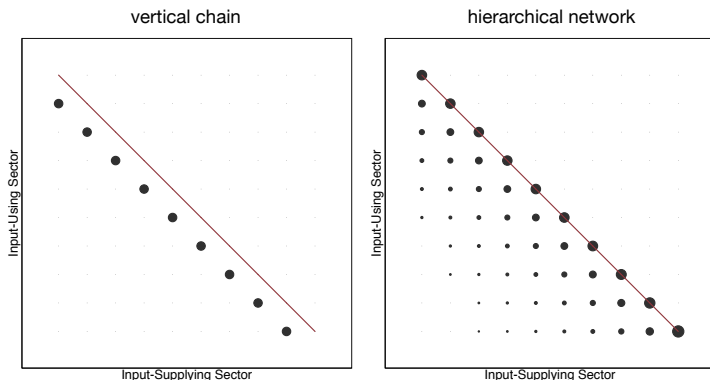 vertical chain
hierarchical network
Input-Using Sector
Input-Using Sector
Input-Supplying Sector
Input-Supplying Sector